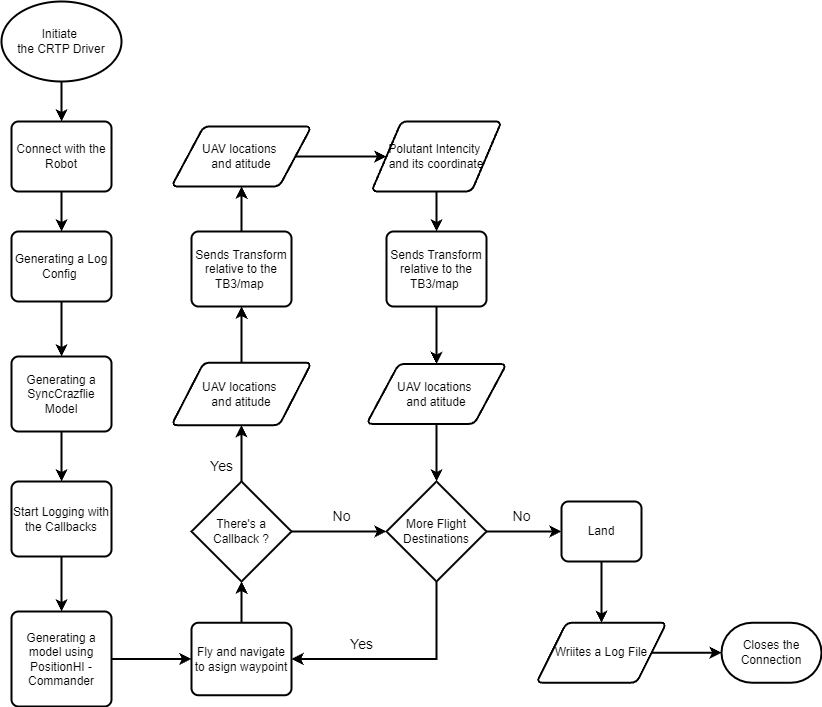 Initiate
the CRTP Driver
Connect with the
Robot
Generating a Log
Config
Generating a
SyncCrazflie
Model
Start Logging with
the Callbacks
Generating a
model using
PositionHl -
Commander
Fly and navigate
to asign waypoint
There's a
Callback ?
Yes
No
UAV locations
and atitude
Sends Transform
relative to the
TB3/map
UAV locations
and atitude
Polutant Intencity
and its coordinate
Sends Transform
relative to the
TB3/map
UAV locations
and atitude
More Flight
Destinations
Yes
No
Land
Wriites a Log File
Closes the
Connection